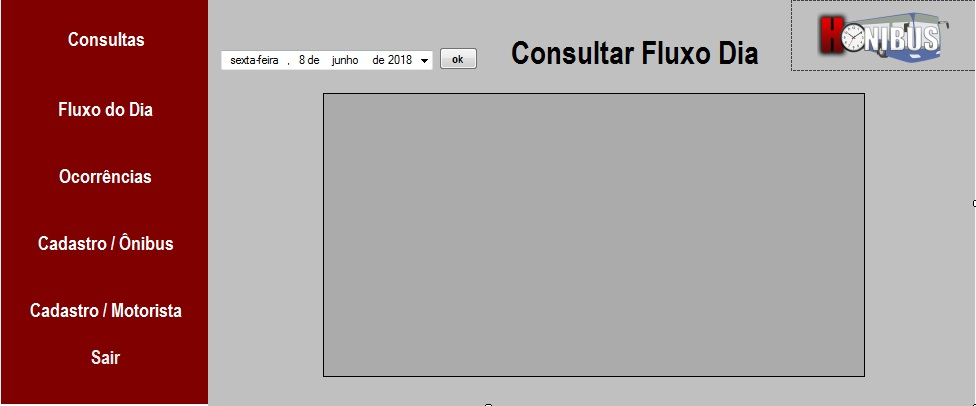 Consultas
Fluxo do Dia
Ocorrências
Cadastro / Ônibus
Cadastro / Motorista
Sair
sexta-feira , 8 de junho de 2018
ok
Consultar Fluxo Dia
HONIBUS